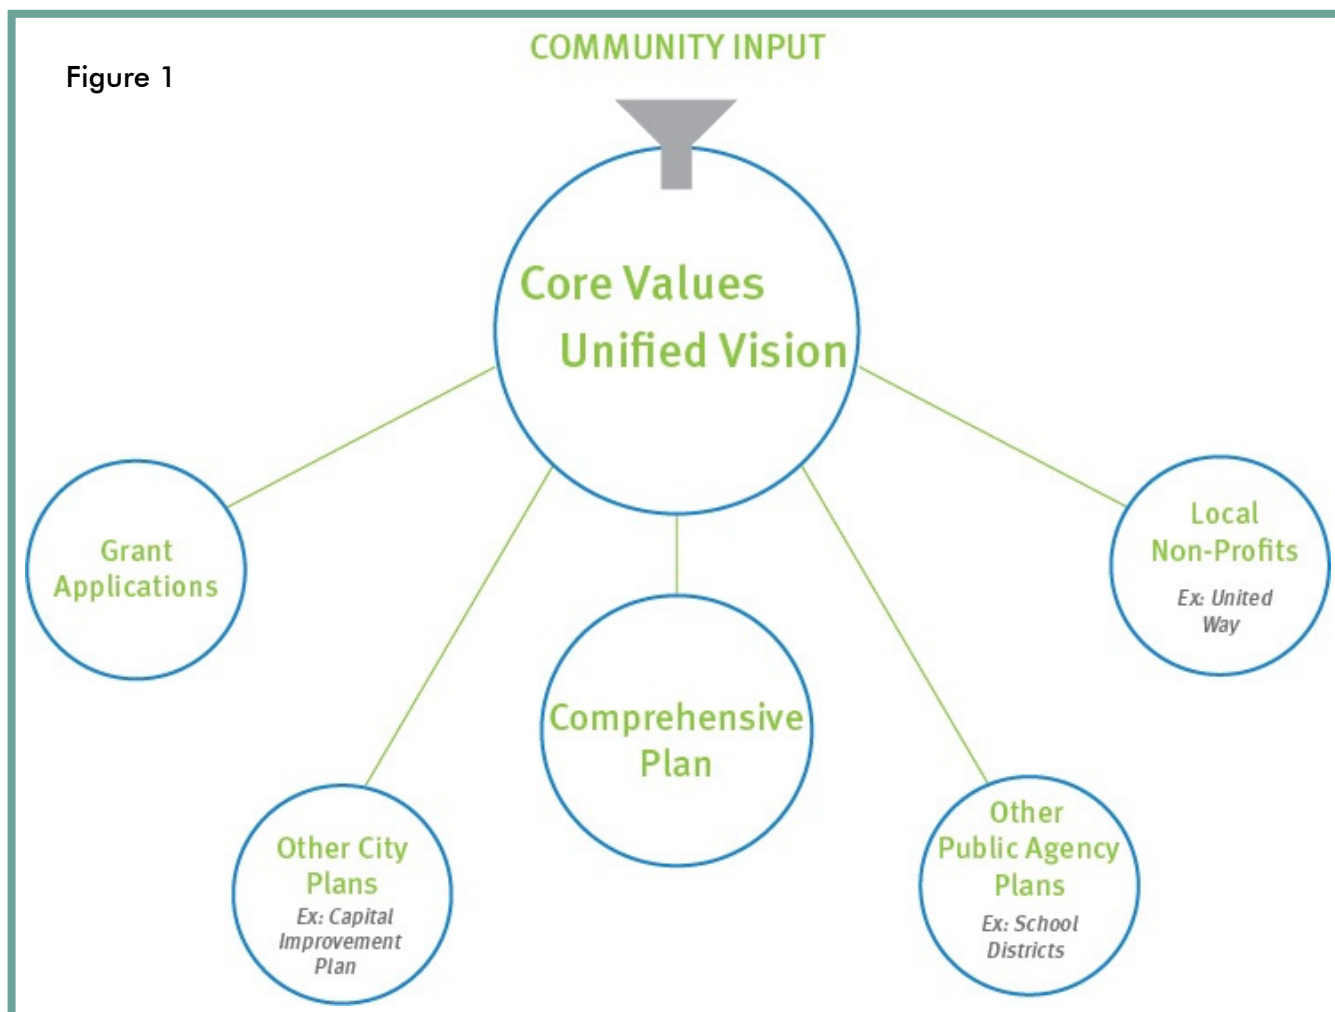 COMMUNITY INPUT
Figure 1
Core Values
Unified Vision
Grant
Applications
Local
Non-Profits
Ex: United
Way
Comprehensive
Plan
Other City
Plans
Ex: Capital
Improvement
Plan
Other
Public Agency
Plans
Ex: School
Districts